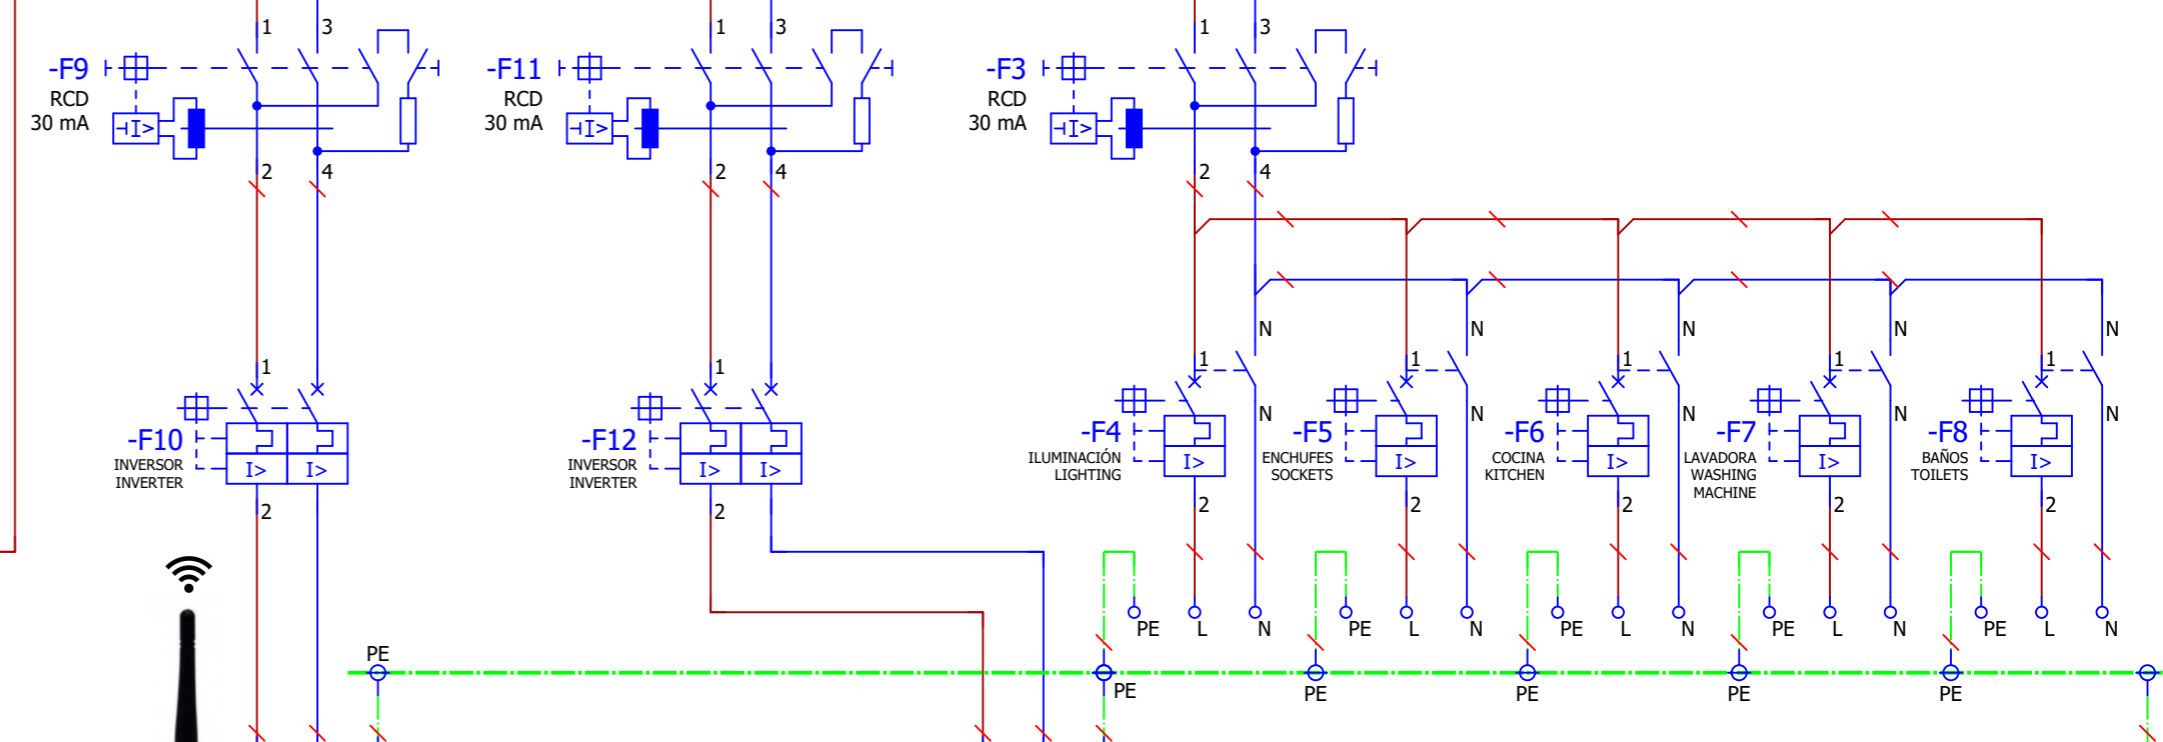 1
3
1
3
1
3
-F9
RCD
30 mA
-F11
RCD
30 mA
-F3
RCD
30 mA
⊣I>
⊣I>
⊣I>
2
4
2
4
2
4
N
N
N
N
N
1
1
1
1
1
1
1
N
N
N
N
N
-F10
INVERSOR
INVERTER
I>
I>
-F12
INVERSOR
INVERTER
I>
I>
-F4
ILUMINACIÓN
LIGHTING
I>
-F5
ENCHUFES
SOCKETS
I>
-F6
COCINA
KITCHEN
I>
-F7
LAVADORA
WASHING
MACHINE
I>
-F8
BAÑOS
TOILETS
I>
2
2
2
2
2
2
2
PE
L
N
PE
L
N
PE
L
N
PE
L
N
PE
L
N
PE
PE
PE
PE
PE
PE